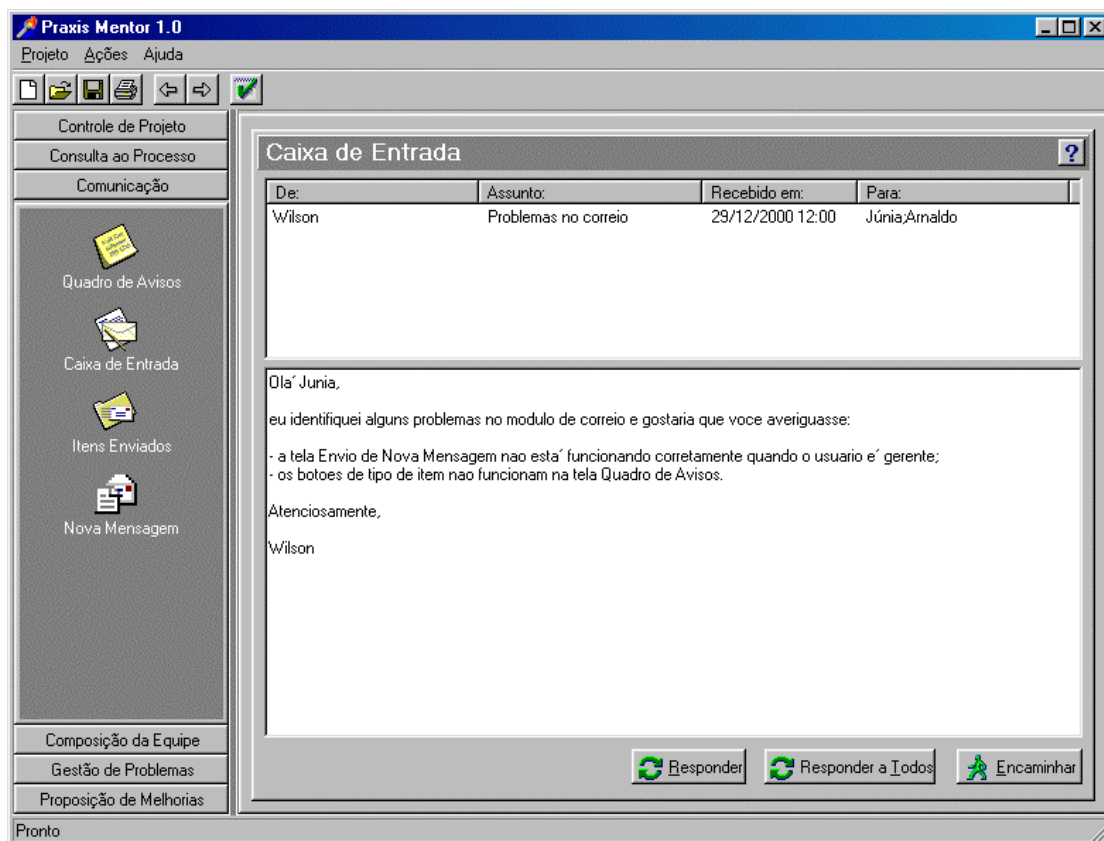 Praxis Mentor 1.0
Projeto Ações Ajuda
Controle de Projeto
Consulta ao Processo
Comunicação
Quadro de Avisos
Caixa de Entrada
Itens Enviados
Nova Mensagem
Composição da Equipe
Gestão de Problemas
Proposição de Melhorias
Caixa de Entrada ?
De: Assunto: Recebido em: Para:
Wilson Problemas no correio 29/12/2000 12:00 Júnia;Arnaldo
Ola´ Junia,
eu identifiquei alguns problemas no modulo de correio e gostaria que voce averiguasse:
- a tela Envio de Nova Mensagem nao esta´ funcionando corretamente quando o usuario e´ gerente;
- os botoes de tipo de item nao funcionam na tela Quadro de Avisos.
Atenciosamente,
Wilson
Responder Responder a Todos Encaminhar
Pronto